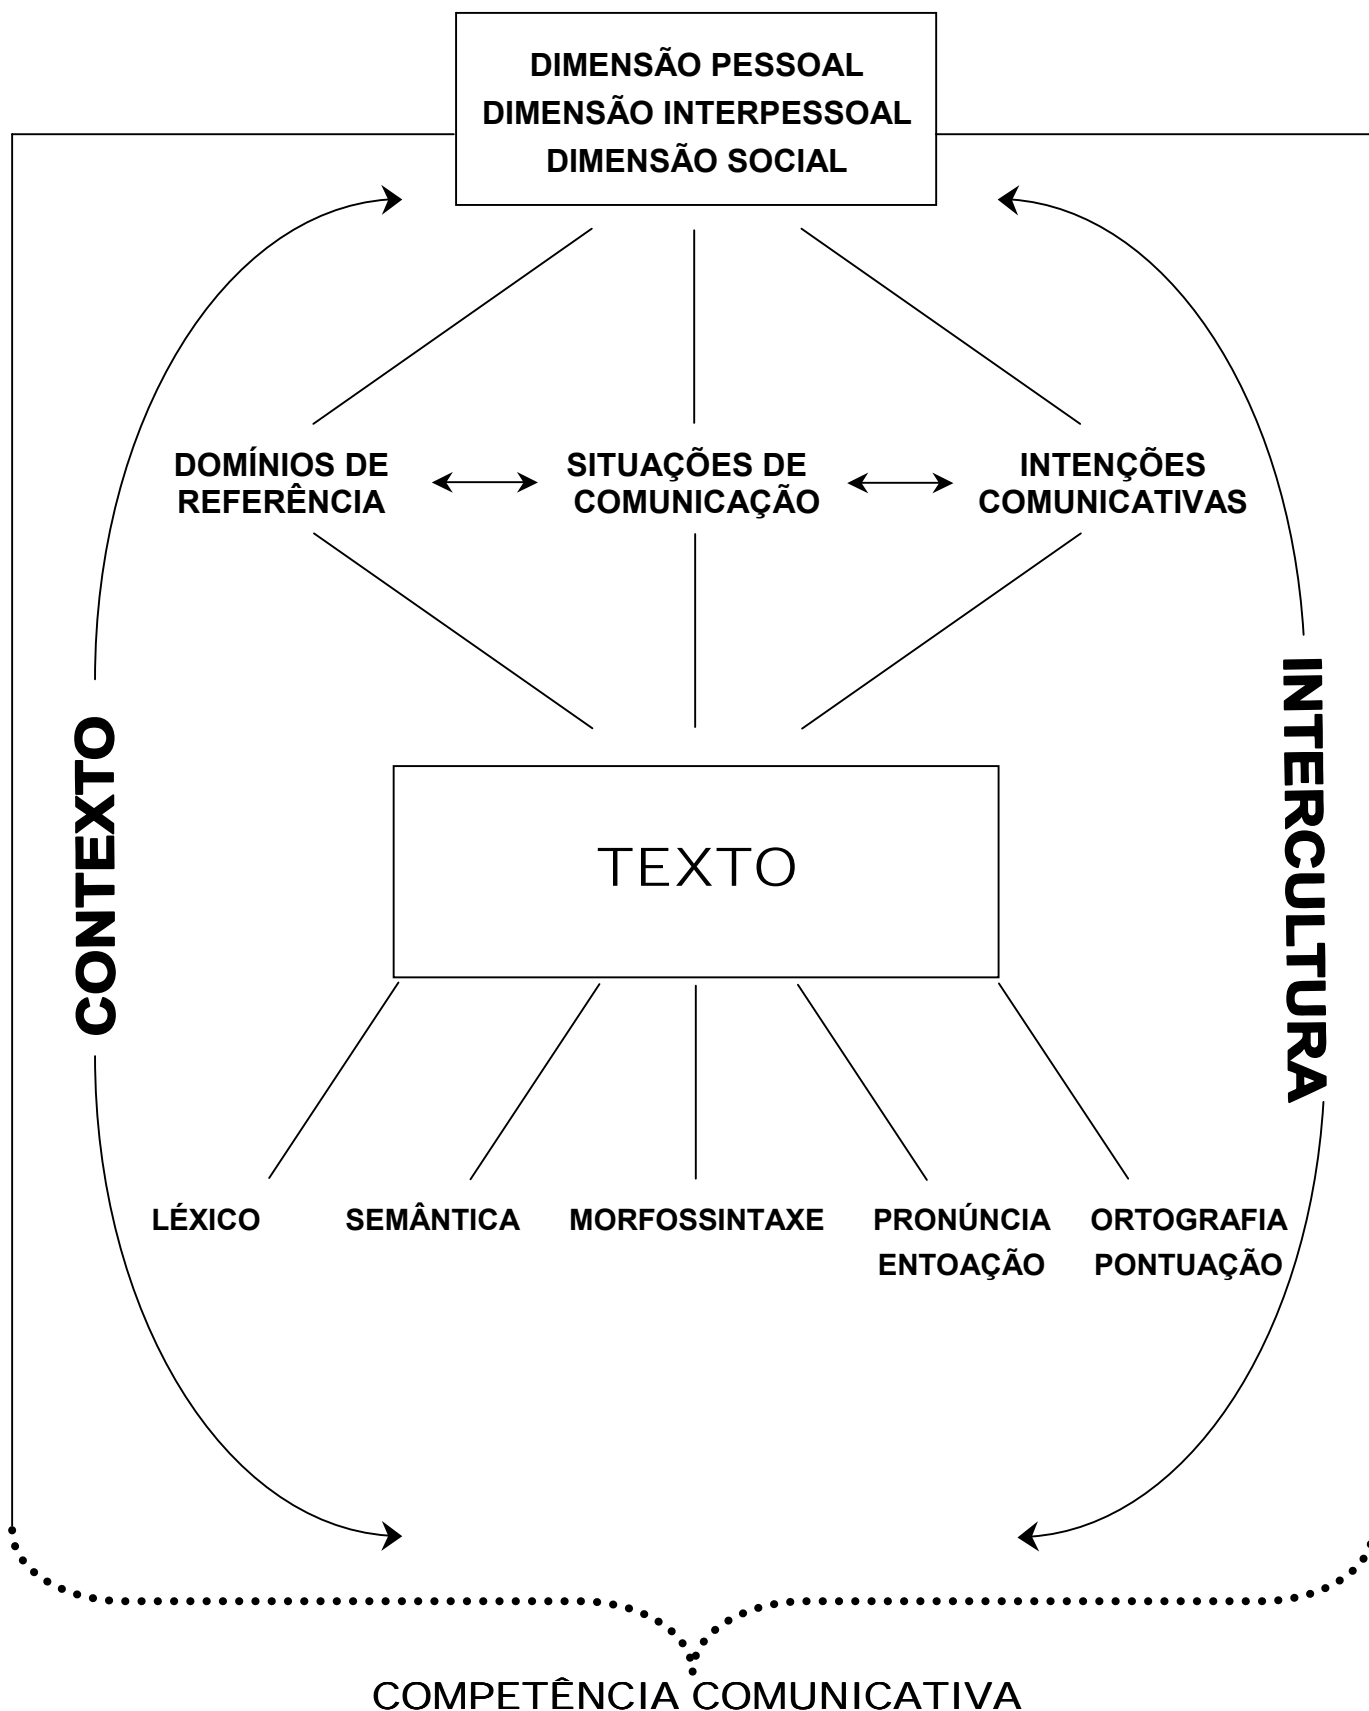 DIMENSÃO PESSOAL
DIMENSÃO INTERPESSOAL
DIMENSÃO SOCIAL
DOMÍNIOS DE
REFERÊNCIA
SITUAÇÕES DE
COMUNICAÇÃO
INTENÇÕES
COMUNICATIVAS
CONTEXTO
INTERCULTURA
TEXTO
LÉXICO
SEMÂNTICA
MORFOSSINTAXE
PRONÚNCIA
ENTOAÇÃO
ORTOGRAFIA
PONTUAÇÃO
COMPETÊNCIA COMUNICATIVA